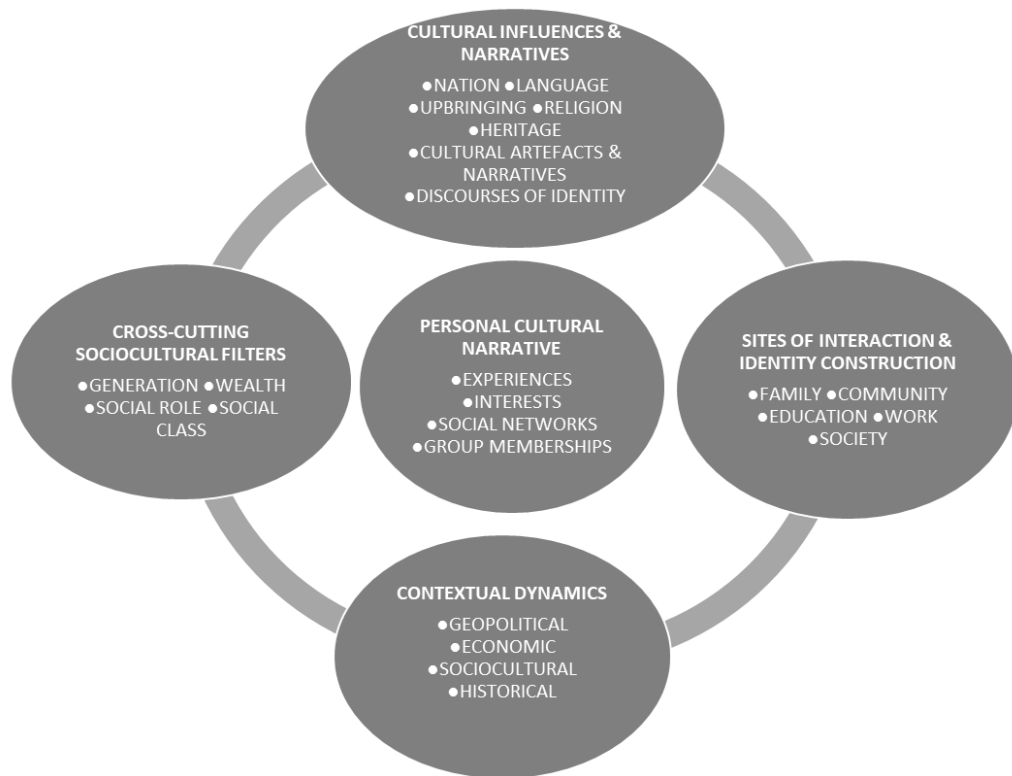 CULTURAL INFLUENCES &
NARRATIVES
●NATION ●LANGUAGE
●UPBRINGING ●RELIGION
●HERITAGE
●CULTURAL ARTEFACTS &
NARRATIVES
●DISCOURSES OF IDENTITY
CROSS-CUTTING
SOCIOCULTURAL FILTERS
●GENERATION ●WEALTH
●SOCIAL ROLE ●SOCIAL
CLASS
PERSONAL CULTURAL
NARRATIVE
●EXPERIENCES
●INTERESTS
●SOCIAL NETWORKS
●GROUP MEMBERSHIPS
SITES OF INTERACTION &
IDENTITY CONSTRUCTION
●FAMILY ●COMMUNITY
●EDUCATION ●WORK
●SOCIETY
CONTEXTUAL DYNAMICS
●GEOPOLITICAL
●ECONOMIC
●SOCIOCULTURAL
●HISTORICAL